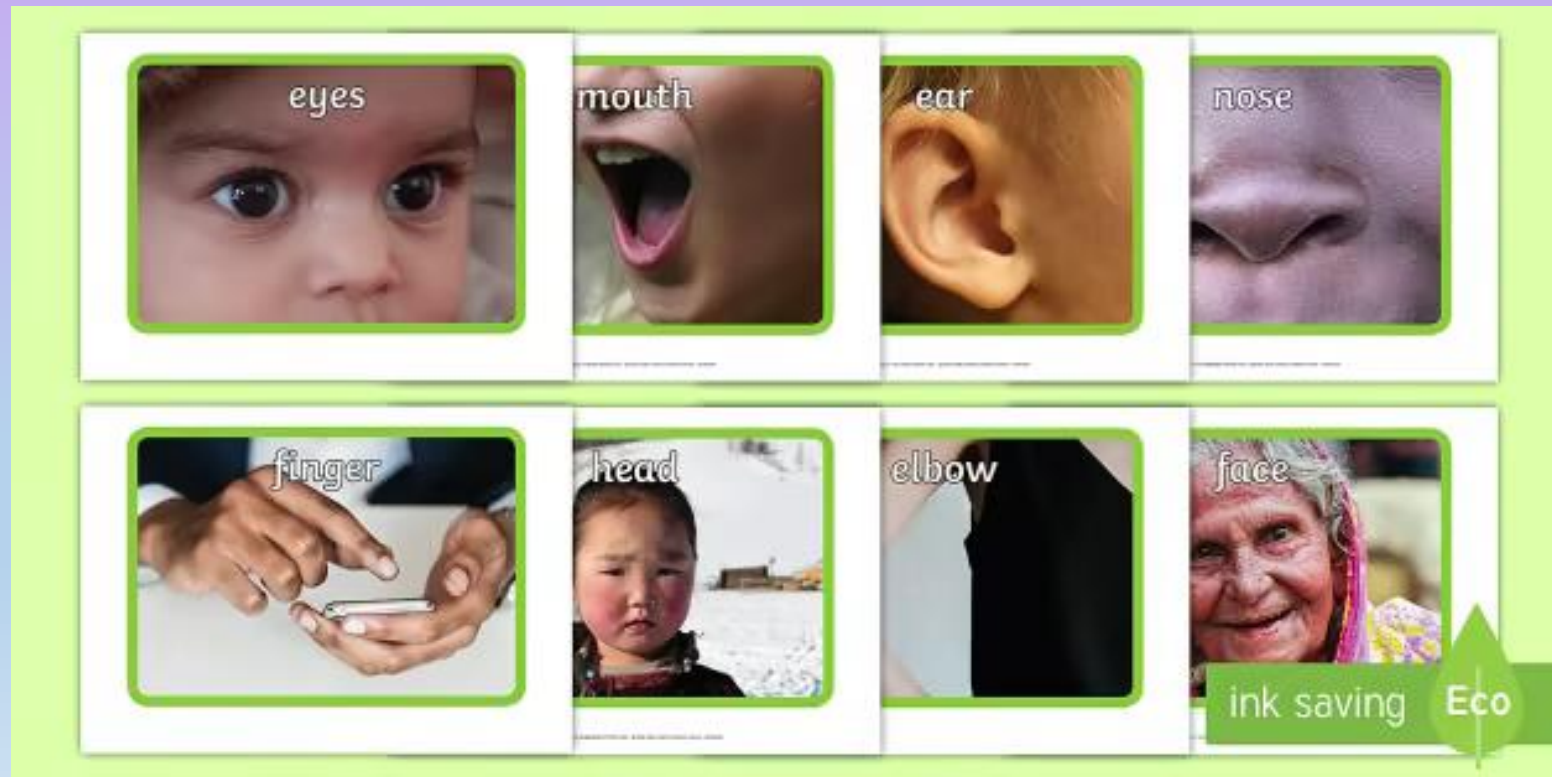 eyes
mouth
ear
nose
finger
head
elbow
face
ink saving
Eco